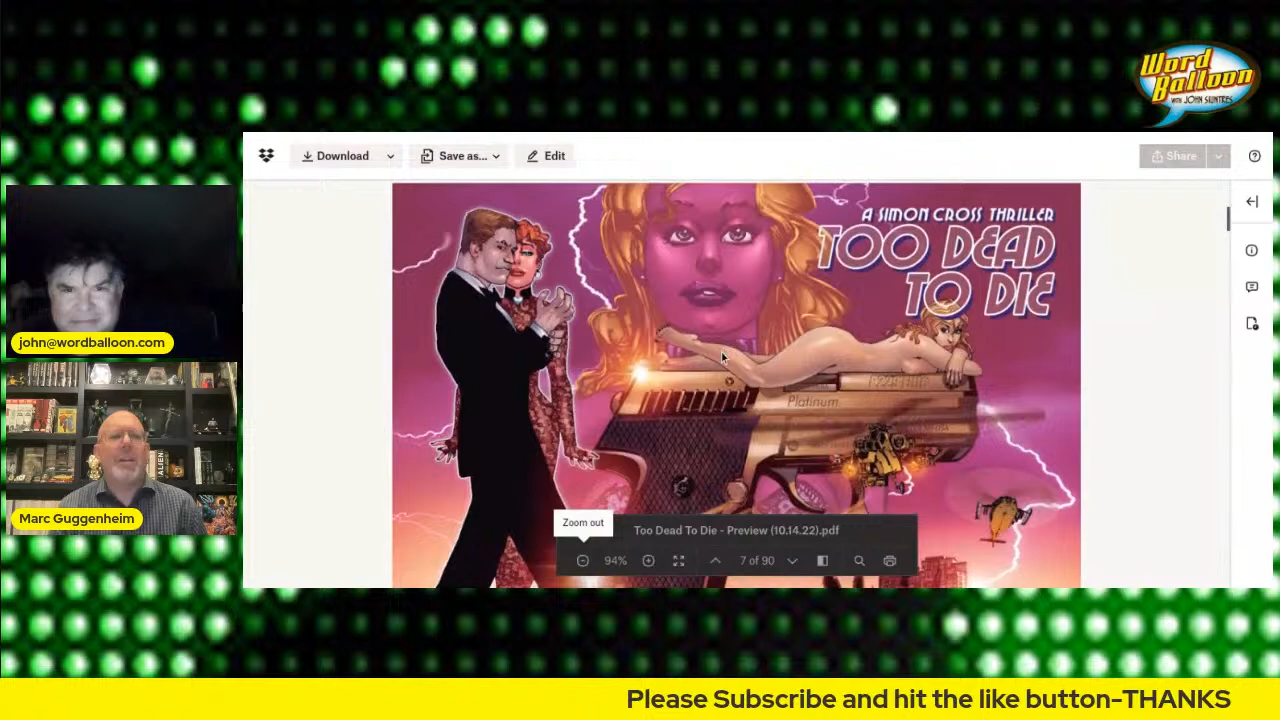 Word
Balloon
WITH JOHN SUNTRES
Download
Save as...
Edit
Share
A SIMON CROSS THRILLER
TOO DEAD
TO DIE
Platinum
john@wordballoon.com
ALIEN
Marc Guggenheim
Zoom out
Too Dead To Die - Preview (10.14.22).pdf
94%
7 of 90
Please Subscribe and hit the like button-THANKS